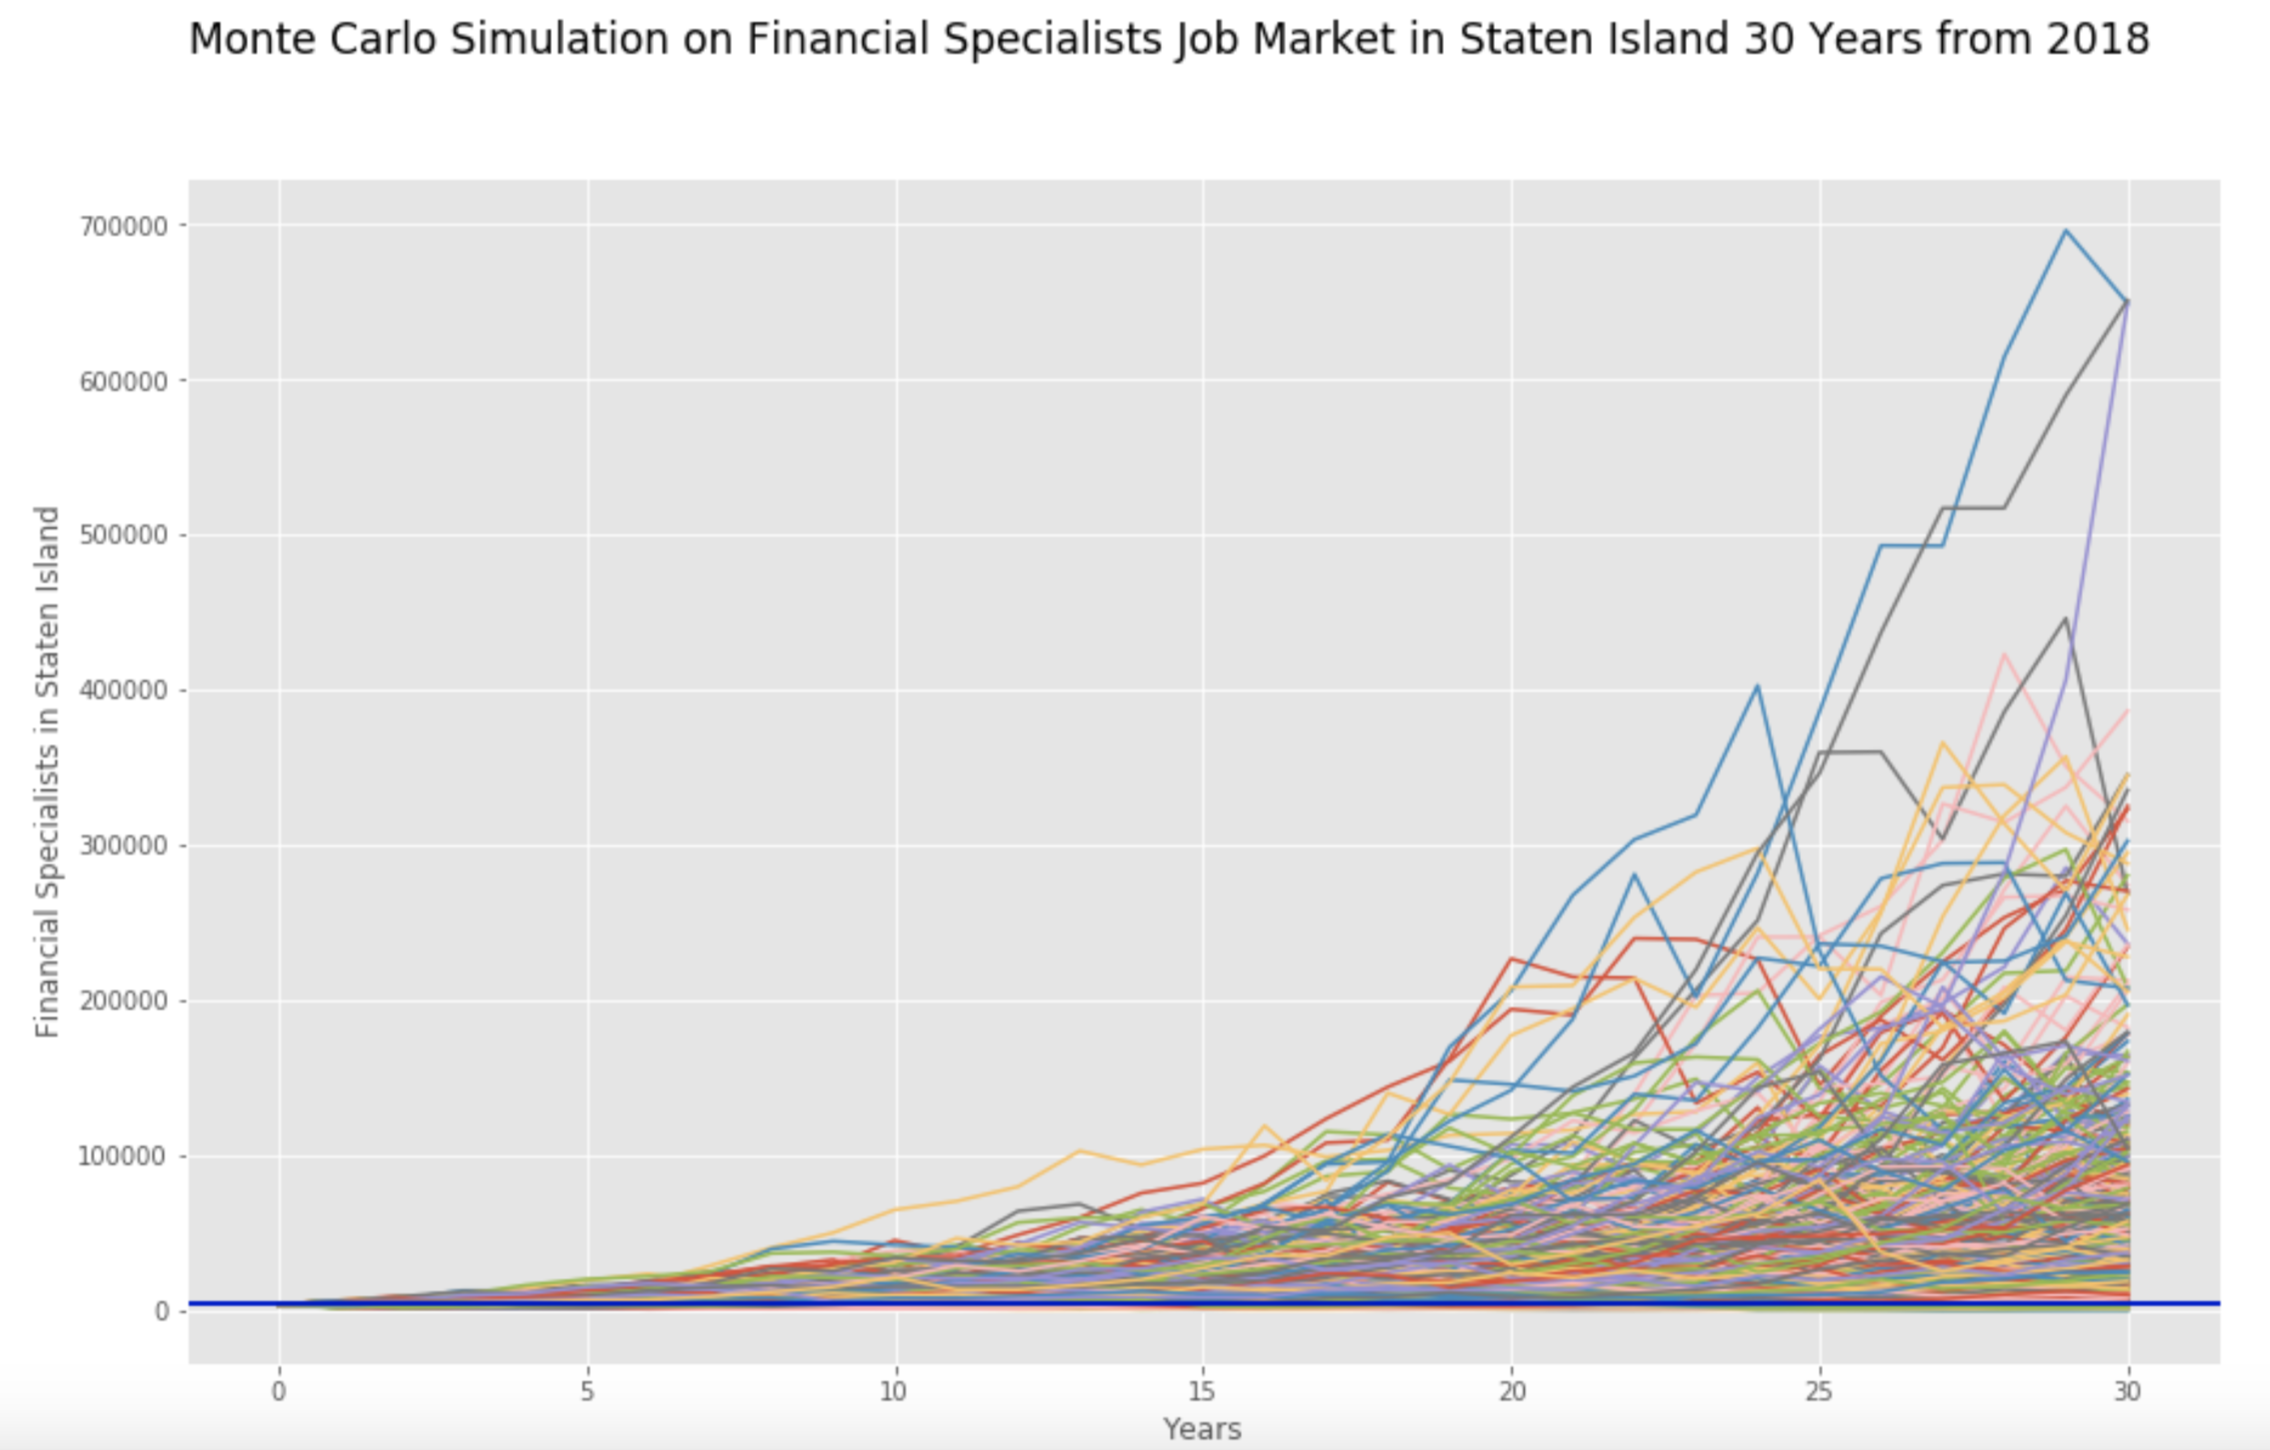 Monte Carlo Simulation on Financial Specialists Job Market in Staten Island 30 Years from 2018
700000
600000
500000
400000
300000
200000
100000
0
Financial Specialists in Staten Island
0 5 10 15 20 25 30
Years